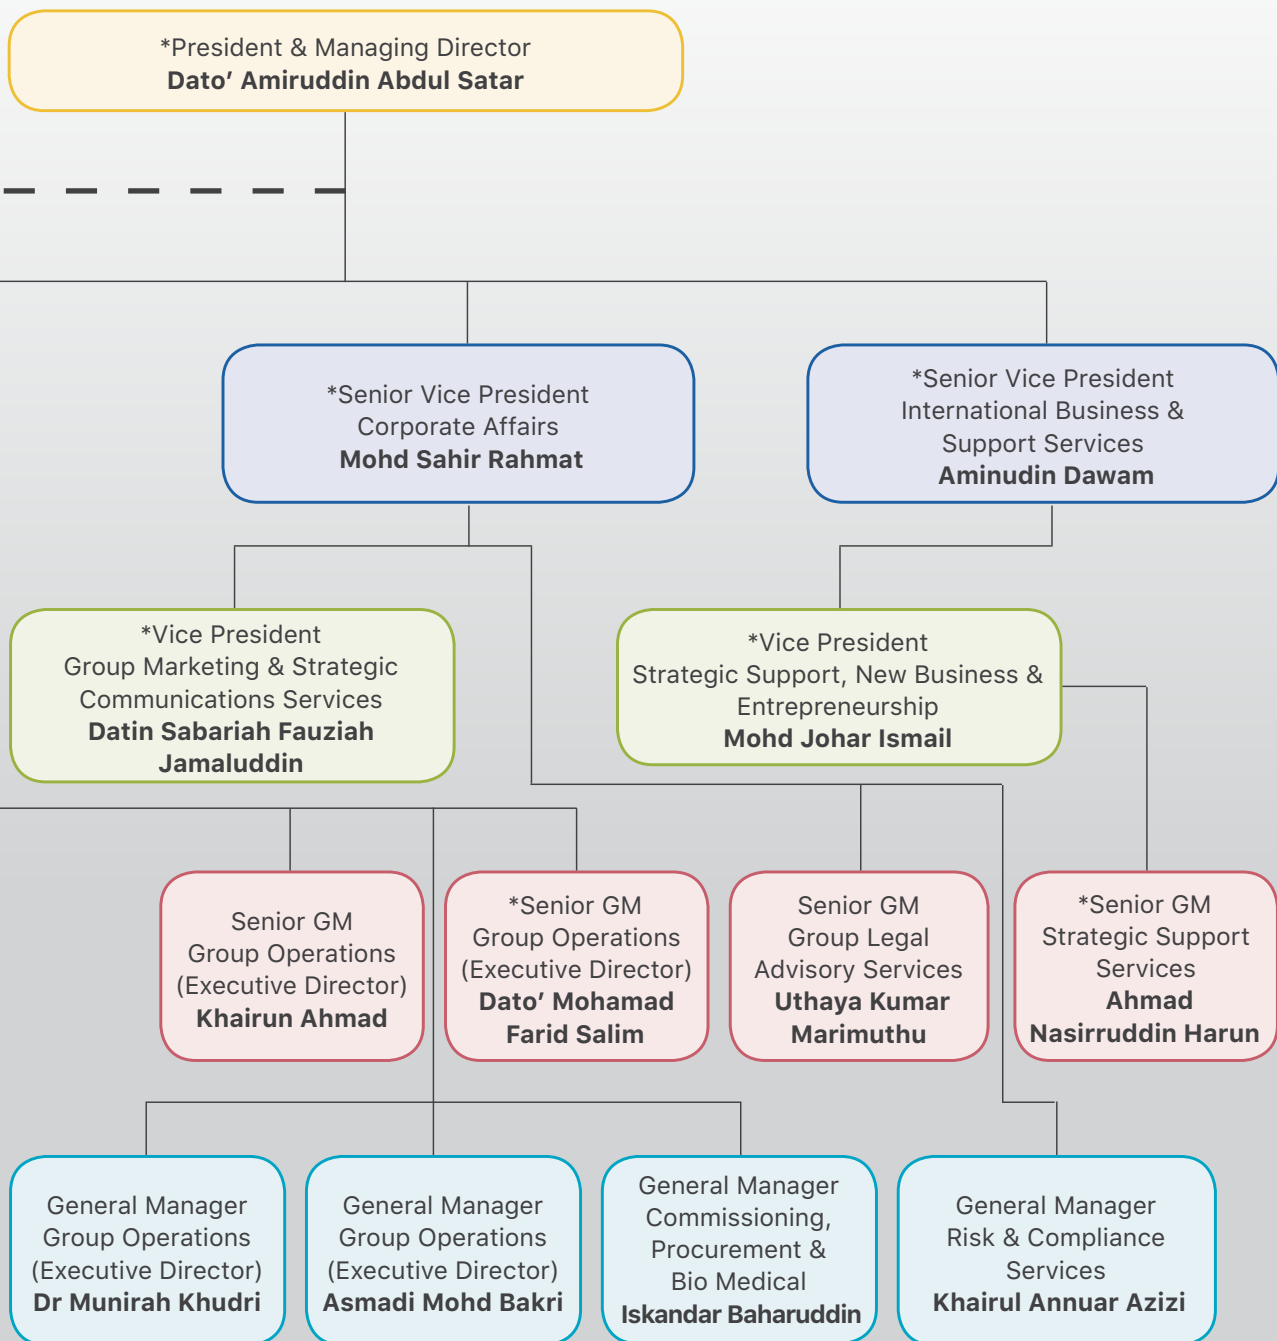 *President & Managing Director
Dato’ Amiruddin Abdul Satar
*Senior Vice President
Corporate Affairs
Mohd Sahir Rahmat
*Senior Vice President
International Business &
Support Services
Aminudin Dawam
*Vice President
Group Marketing & Strategic
Communications Services
Datin Sabariah Fauziah
Jamaluddin
*Vice President
Strategic Support, New Business &
Entrepreneurship
Mohd Johar Ismail
Senior GM
Group Operations
(Executive Director)
Khairun Ahmad
*Senior GM
Group Operations
(Executive Director)
Dato’ Mohamad
Farid Salim
Senior GM
Group Legal
Advisory Services
Uthaya Kumar
Marimuthu
*Senior GM
Strategic Support
Services
Ahmad
Nasirruddin Harun
General Manager
Group Operations
(Executive Director)
Dr Munirah Khudri
General Manager
Group Operations
(Executive Director)
Asmadi Mohd Bakri
General Manager
Commissioning,
Procurement &
Bio Medical
Iskandar Baharuddin
General Manager
Risk & Compliance
Services
Khairul Annuar Azizi